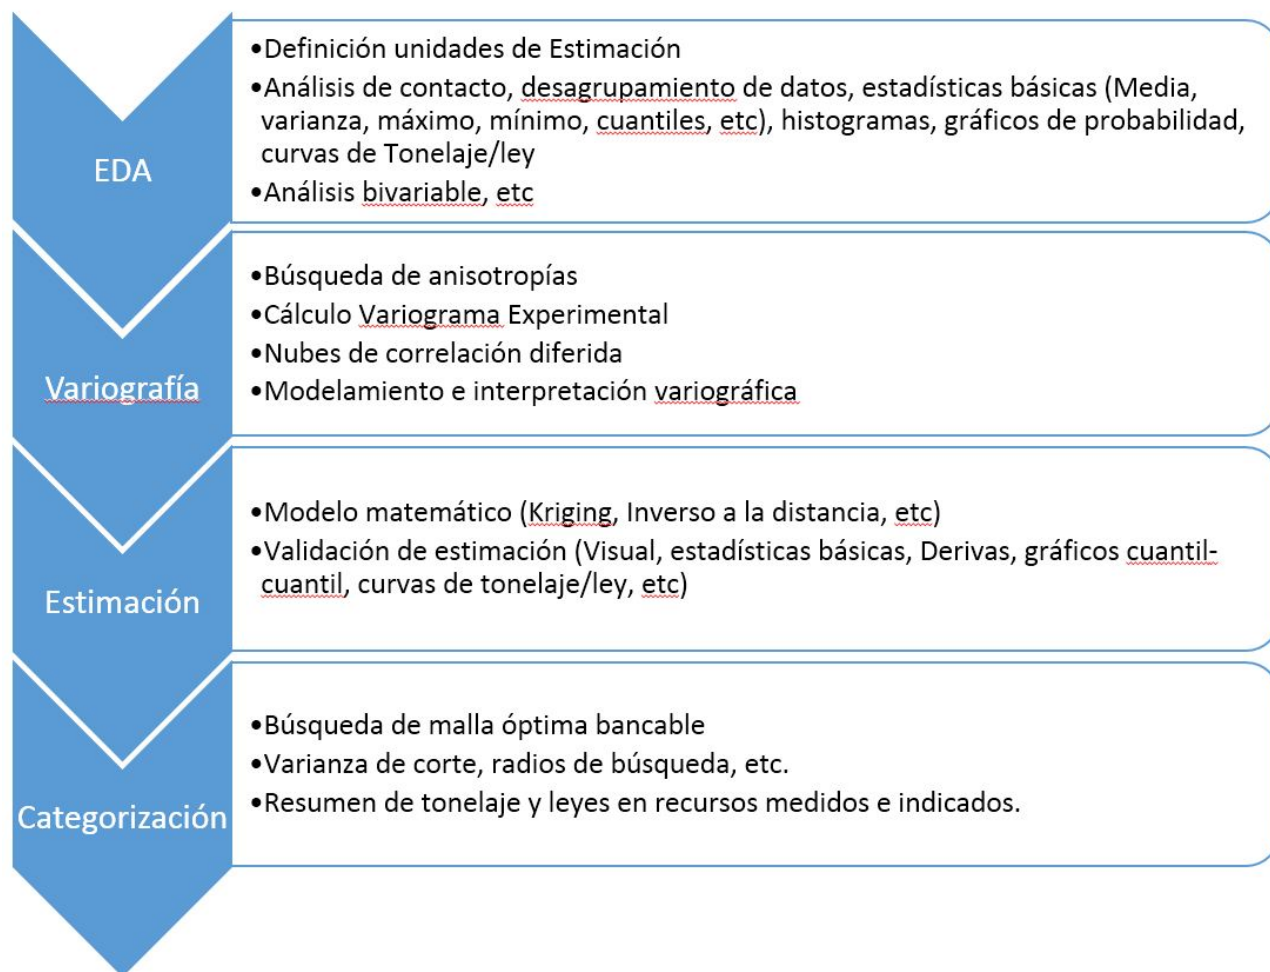 •Definición unidades de Estimación
•Análisis de contacto, desagrupamiento de datos, estadísticas básicas (Media,
varianza, máximo, mínimo, cuantiles, etc), histogramas, gráficos de probabilidad,
curvas de Tonelaje/ley
EDA
•Análisis bivariable, etc
•Búsqueda de anisotropías
•Cálculo Variograma Experimental
•Nubes de correlación diferida
Variografía
•Modelamiento e interpretación variográfica
•Modelo matemático (Kriging, Inverso a la distancia, etc)
•Validación de estimación (Visual, estadísticas básicas, Derivas, gráficos cuantil-
cuantil, curvas de tonelaje/ley, etc)
Estimación
•Búsqueda de malla óptima bancable
•Varianza de corte, radios de búsqueda, etc.
•Resumen de tonelaje y leyes en recursos medidos e indicados.
Categorización